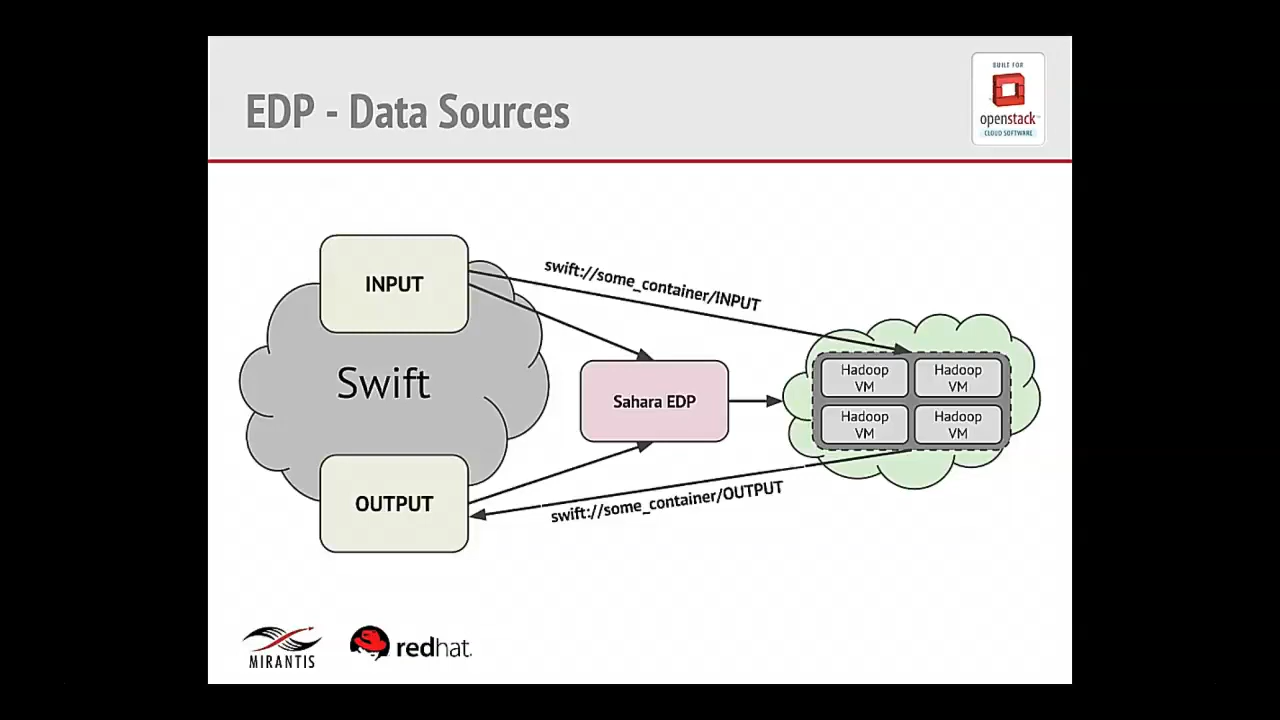 EDP - Data Sources
BUILT FOR
openstack
CLOUD SOFTWARE
INPUT
swift://some_container/INPUT
Swift
Sahara EDP
Hadoop
VM
Hadoop
VM
Hadoop
VM
Hadoop
VM
OUTPUT
swift://some_container/OUTPUT
MIRANTIS
redhat.